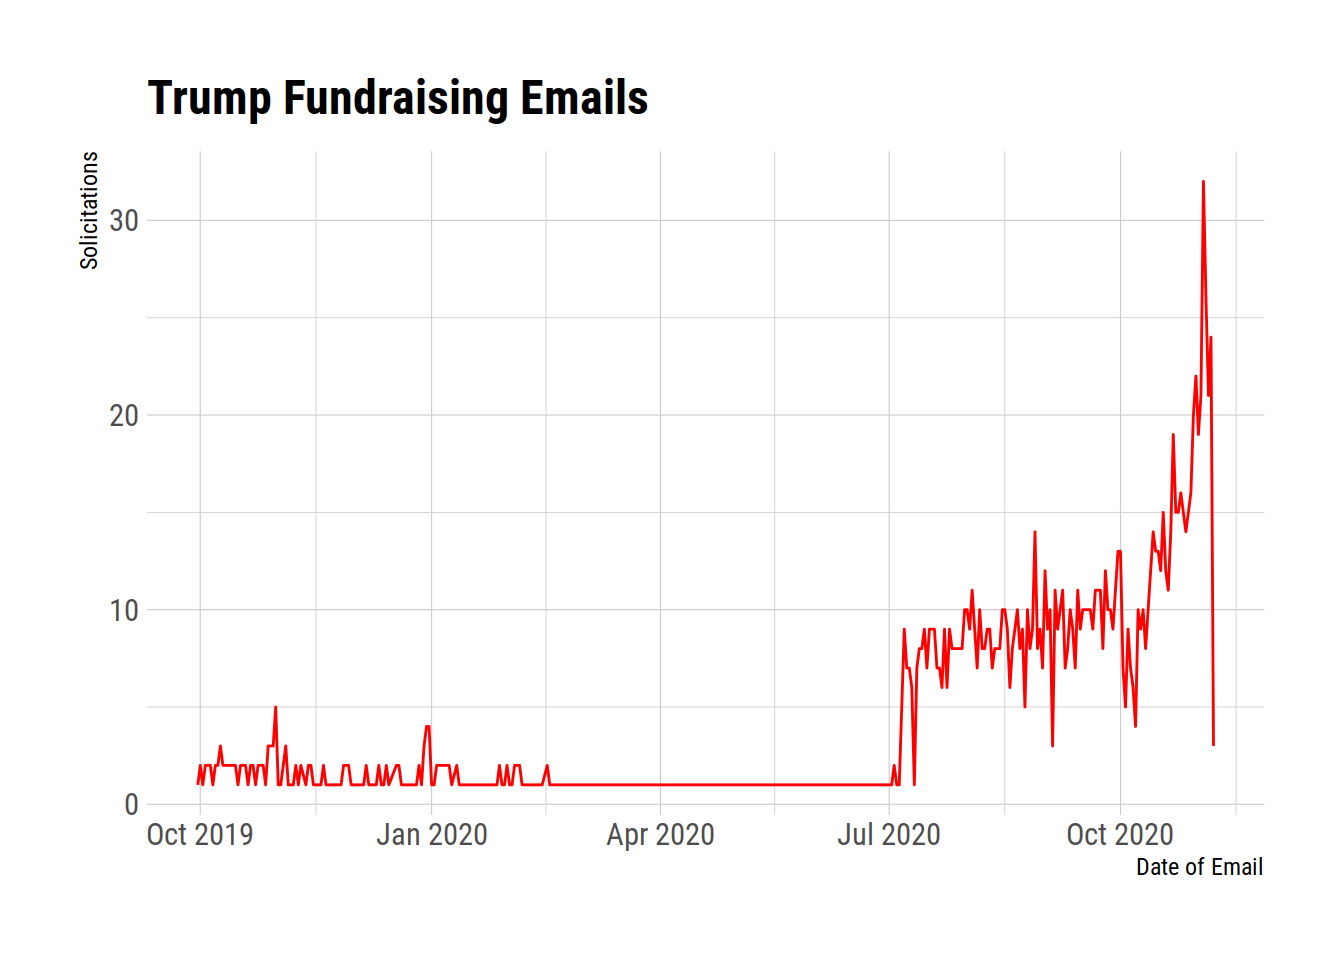 Trump Fundraising Emails
Solicitations
30
20
10
0
Oct 2019 Jan 2020 Apr 2020 Jul 2020 Oct 2020
Date of Email